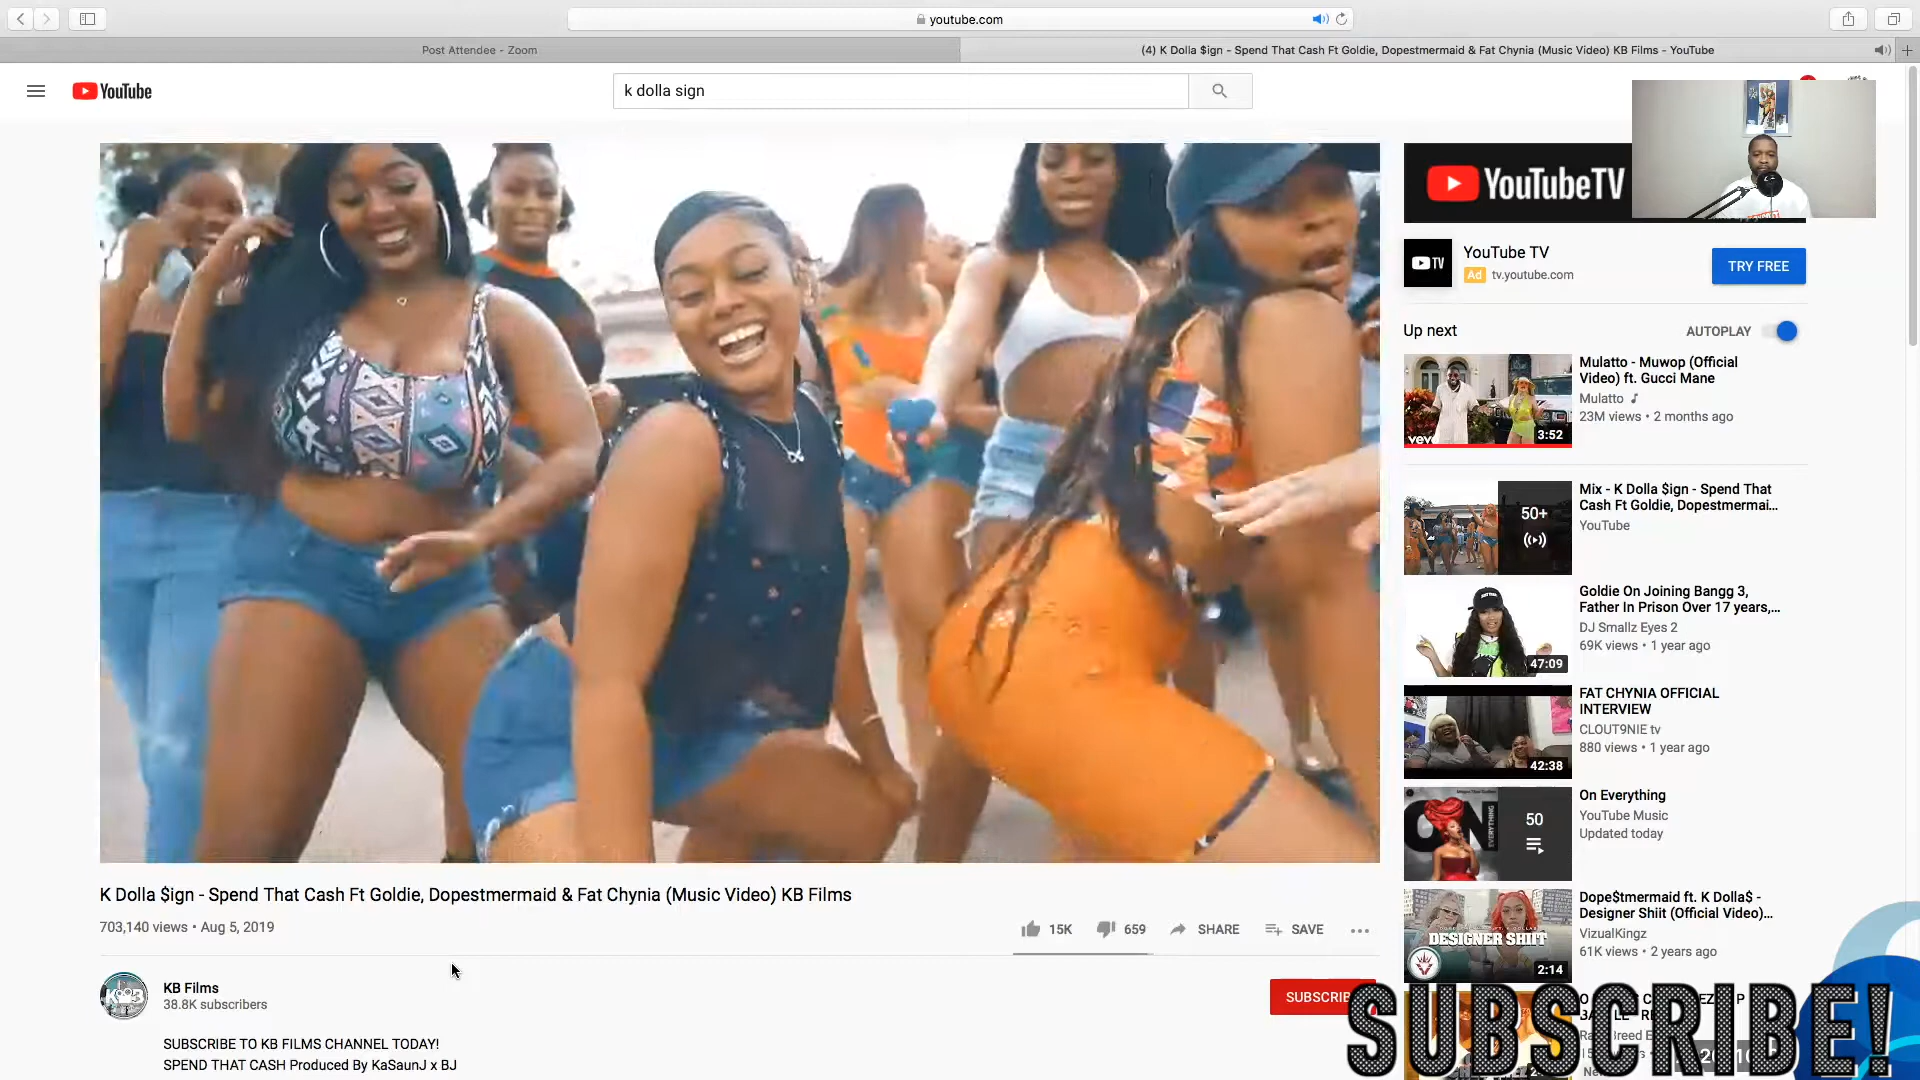 youtube.com
Post Attendee - Zoom
(4) K Dolla $ign - Spend That Cash Ft Goldie, Dopestmermaid & Fat Chynia (Music Video) KB Films - YouTube
YouTube
k dolla sign
YouTubeTV
TV
YouTube TV
Ad tv.youtube.com
TRY FREE
Up next
AUTOPLAY
Mulatto - Muwop (Official
Video) ft. Gucci Mane
Mulatto
23M views • 2 months ago
vevo
3:52
Mix - K Dolla $ign - Spend That
Cash Ft Goldie, Dopestmermai...
YouTube
50+
Goldie On Joining Bangg 3,
Father In Prison Over 17 years,...
DJ Smallz Eyes 2
69K views • 1 year ago
47:09
FAT CHYNIA OFFICIAL
INTERVIEW
CLOUT9NIE tv
880 views • 1 year ago
42:38
On Everything
YouTube Music
Updated today
ON
EVERYTHING
50
Dope$tmermaid ft. K Dolla$ -
Designer Shiit (Official Video)...
VizualKingz
61K views • 2 years ago
DESIGNER SHIT
2:14
K Dolla $ign - Spend That Cash Ft Goldie, Dopestmermaid & Fat Chynia (Music Video) KB Films
703,140 views • Aug 5, 2019
15K
659
SHARE
SAVE
KB Films
38.8K subscribers
SUBSCRIBE
SUBSCRIBE TO KB FILMS CHANNEL TODAY!
SPEND THAT CASH Produced By KaSaunJ x BJ
SUBSCRIBE!